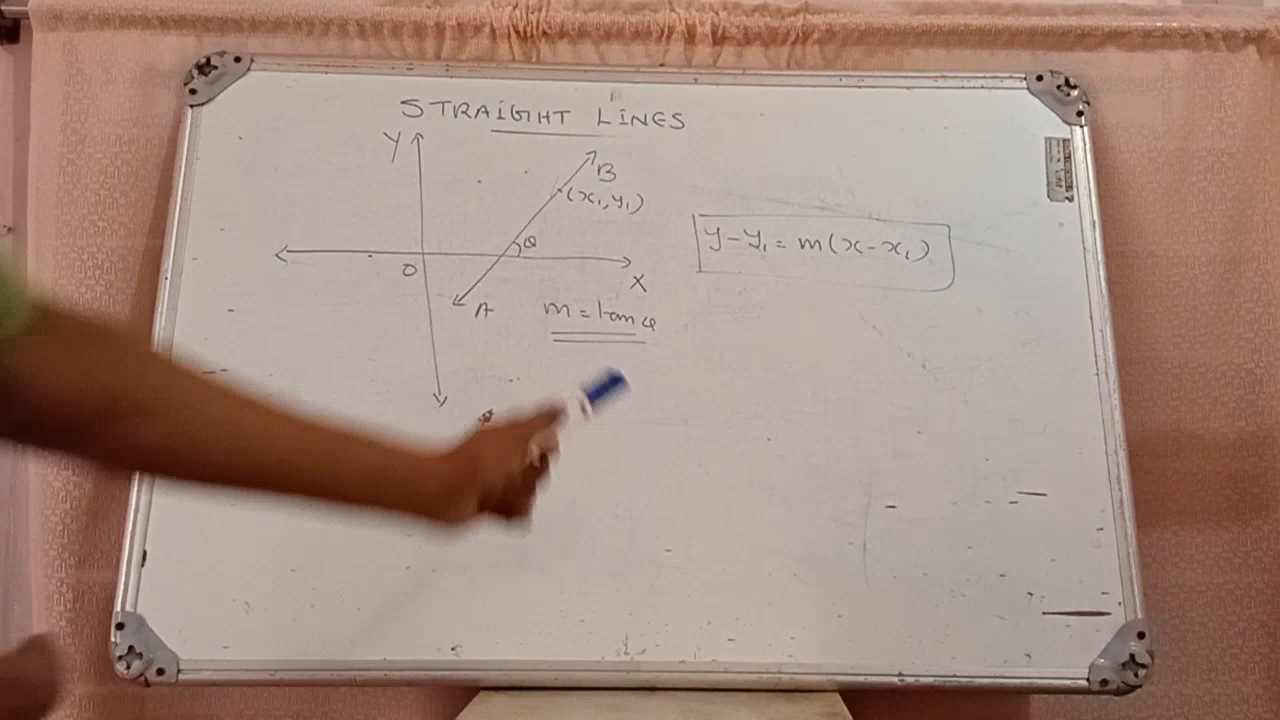 STRAIGHT LINES
Y
B
(x₁, y₁)
θ
y-y₁ = m(x-x₁)
O
X
A
m = tan θ